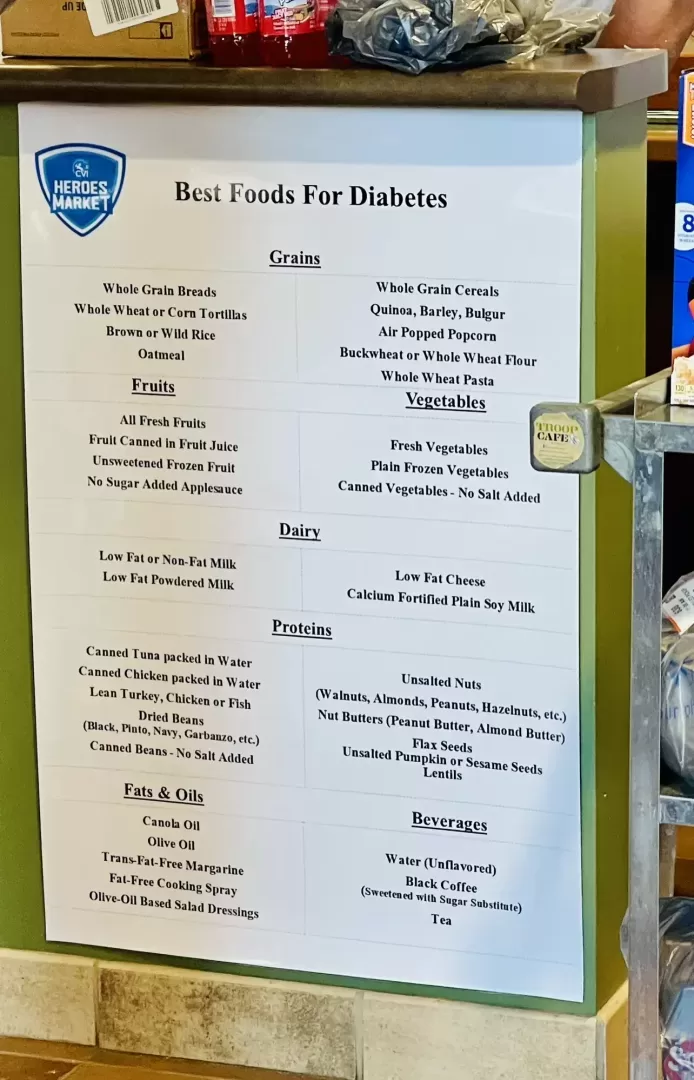 CVI
HEROES
MARKET
Best Foods For Diabetes
Grains
Whole Grain Breads
Whole Wheat or Corn Tortillas
Brown or Wild Rice
Oatmeal
Whole Grain Cereals
Quinoa, Barley, Bulgur
Air Popped Popcorn
Buckwheat or Whole Wheat Flour
Whole Wheat Pasta
Fruits
All Fresh Fruits
Fruit Canned in Fruit Juice
Unsweetened Frozen Fruit
No Sugar Added Applesauce
Vegetables
Fresh Vegetables
Plain Frozen Vegetables
Canned Vegetables - No Salt Added
TROOP
CAFE
Dairy
Low Fat or Non-Fat Milk
Low Fat Powdered Milk
Low Fat Cheese
Calcium Fortified Plain Soy Milk
Proteins
Canned Tuna packed in Water
Canned Chicken packed in Water
Lean Turkey, Chicken or Fish
Dried Beans
(Black, Pinto, Navy, Garbanzo, etc.)
Canned Beans - No Salt Added
Unsalted Nuts
(Walnuts, Almonds, Peanuts, Hazelnuts, etc.)
Nut Butters (Peanut Butter, Almond Butter)
Flax Seeds
Unsalted Pumpkin or Sesame Seeds
Lentils
Fats & Oils
Canola Oil
Olive Oil
Trans-Fat-Free Margarine
Fat-Free Cooking Spray
Olive-Oil Based Salad Dressings
Beverages
Water (Unflavored)
Black Coffee
(Sweetened with Sugar Substitute)
Tea
8